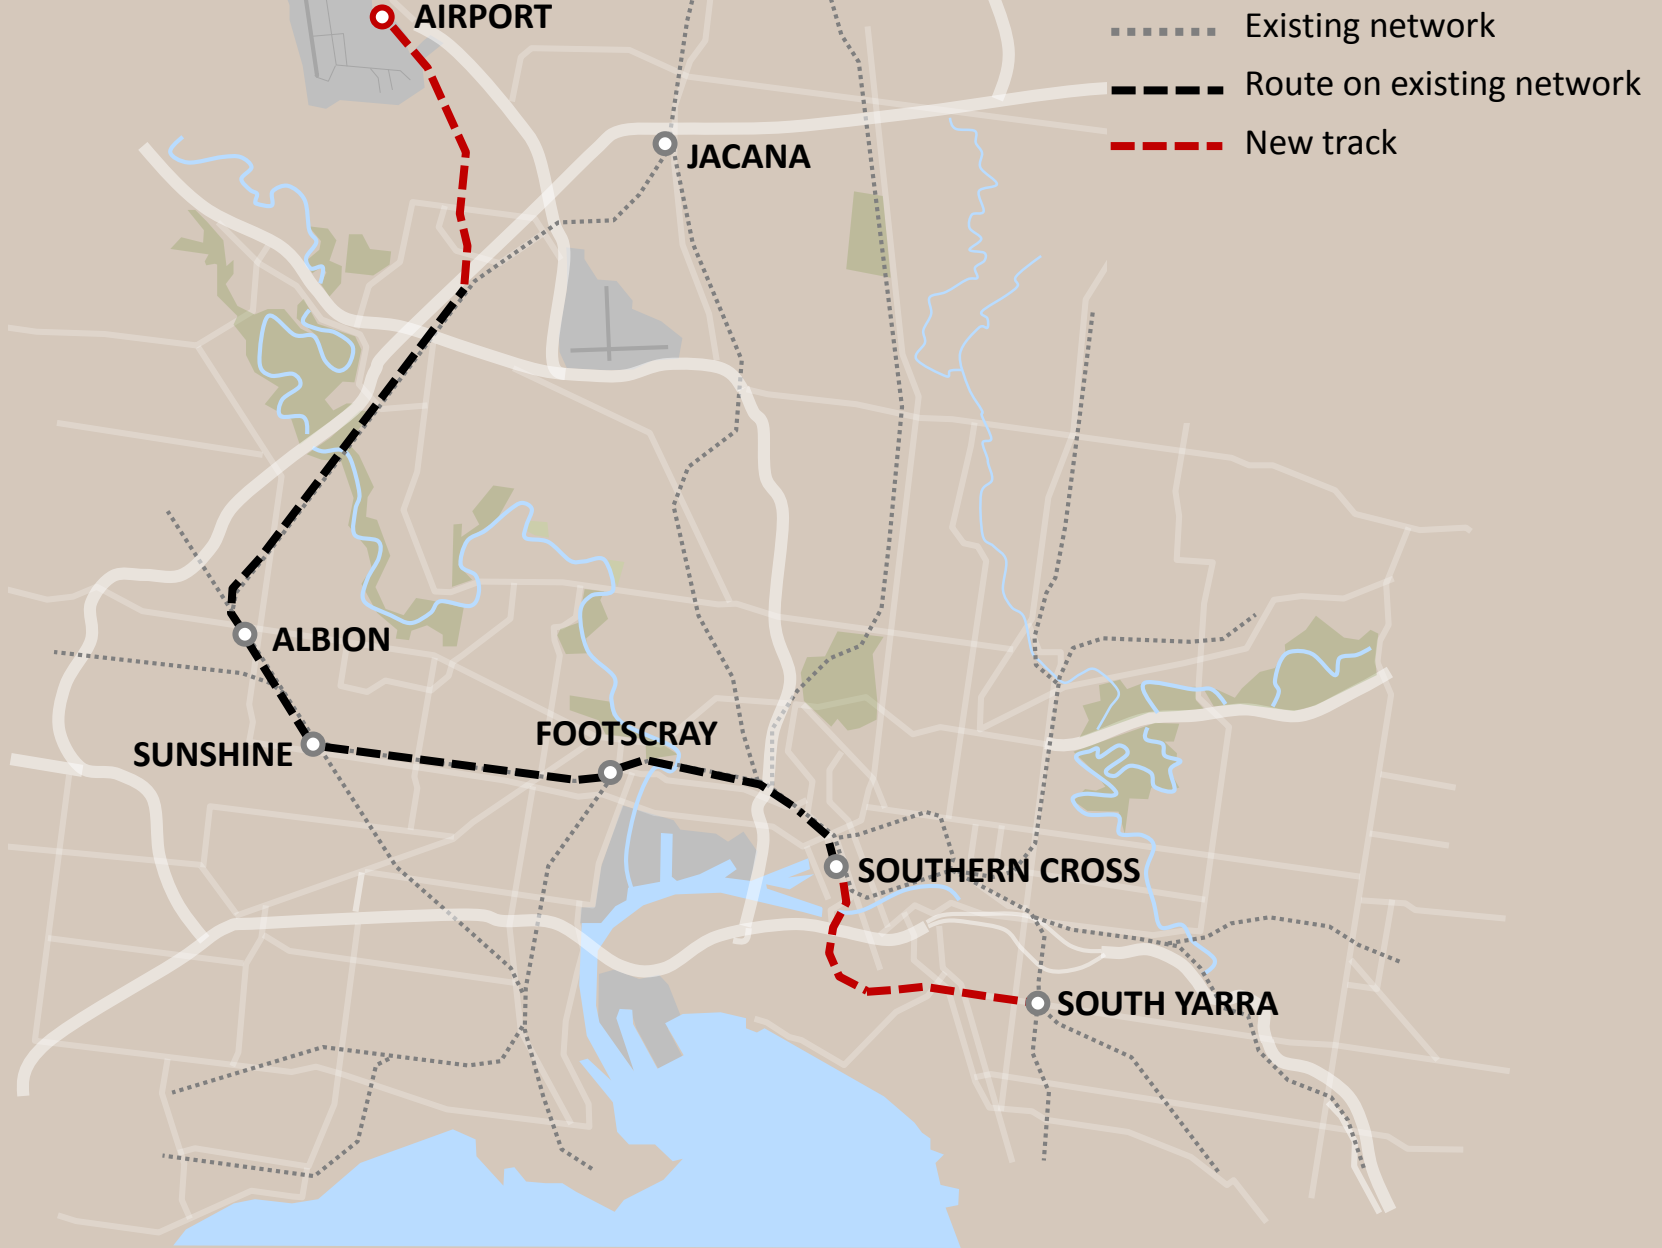 AIRPORT
Existing network
Route on existing network
New track
JACANA
ALBION
SUNSHINE
FOOTSCRAY
SOUTHERN CROSS
SOUTH YARRA